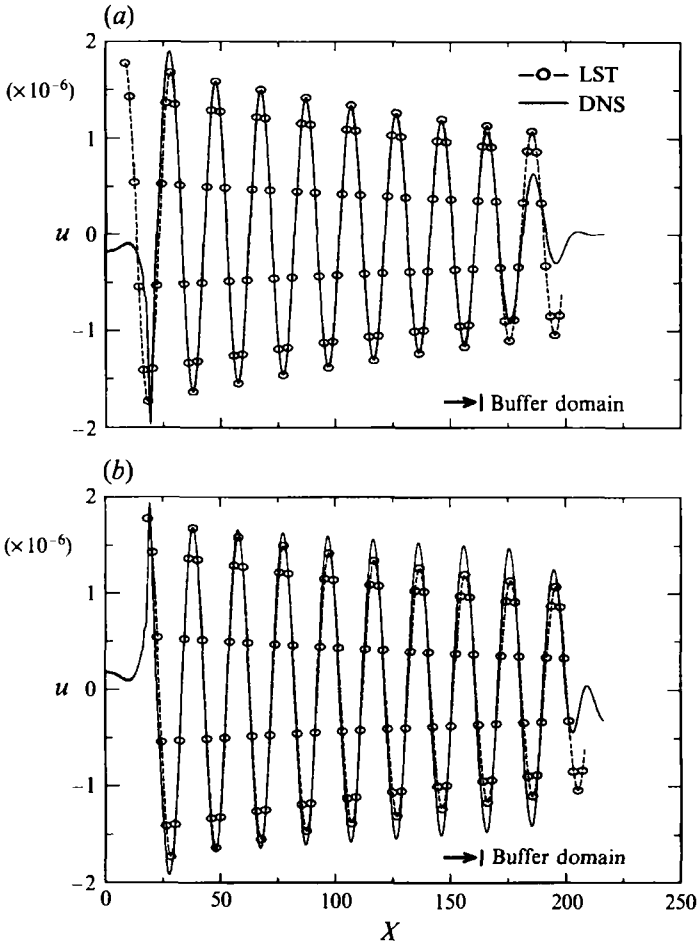 (a)
2
(×10⁻⁶)
1
u
0
−1
−2
LST
DNS
Buffer domain
(b)
2
(×10⁻⁶)
1
u
0
−1
−2
Buffer domain
0 50 100 150 200 250
X